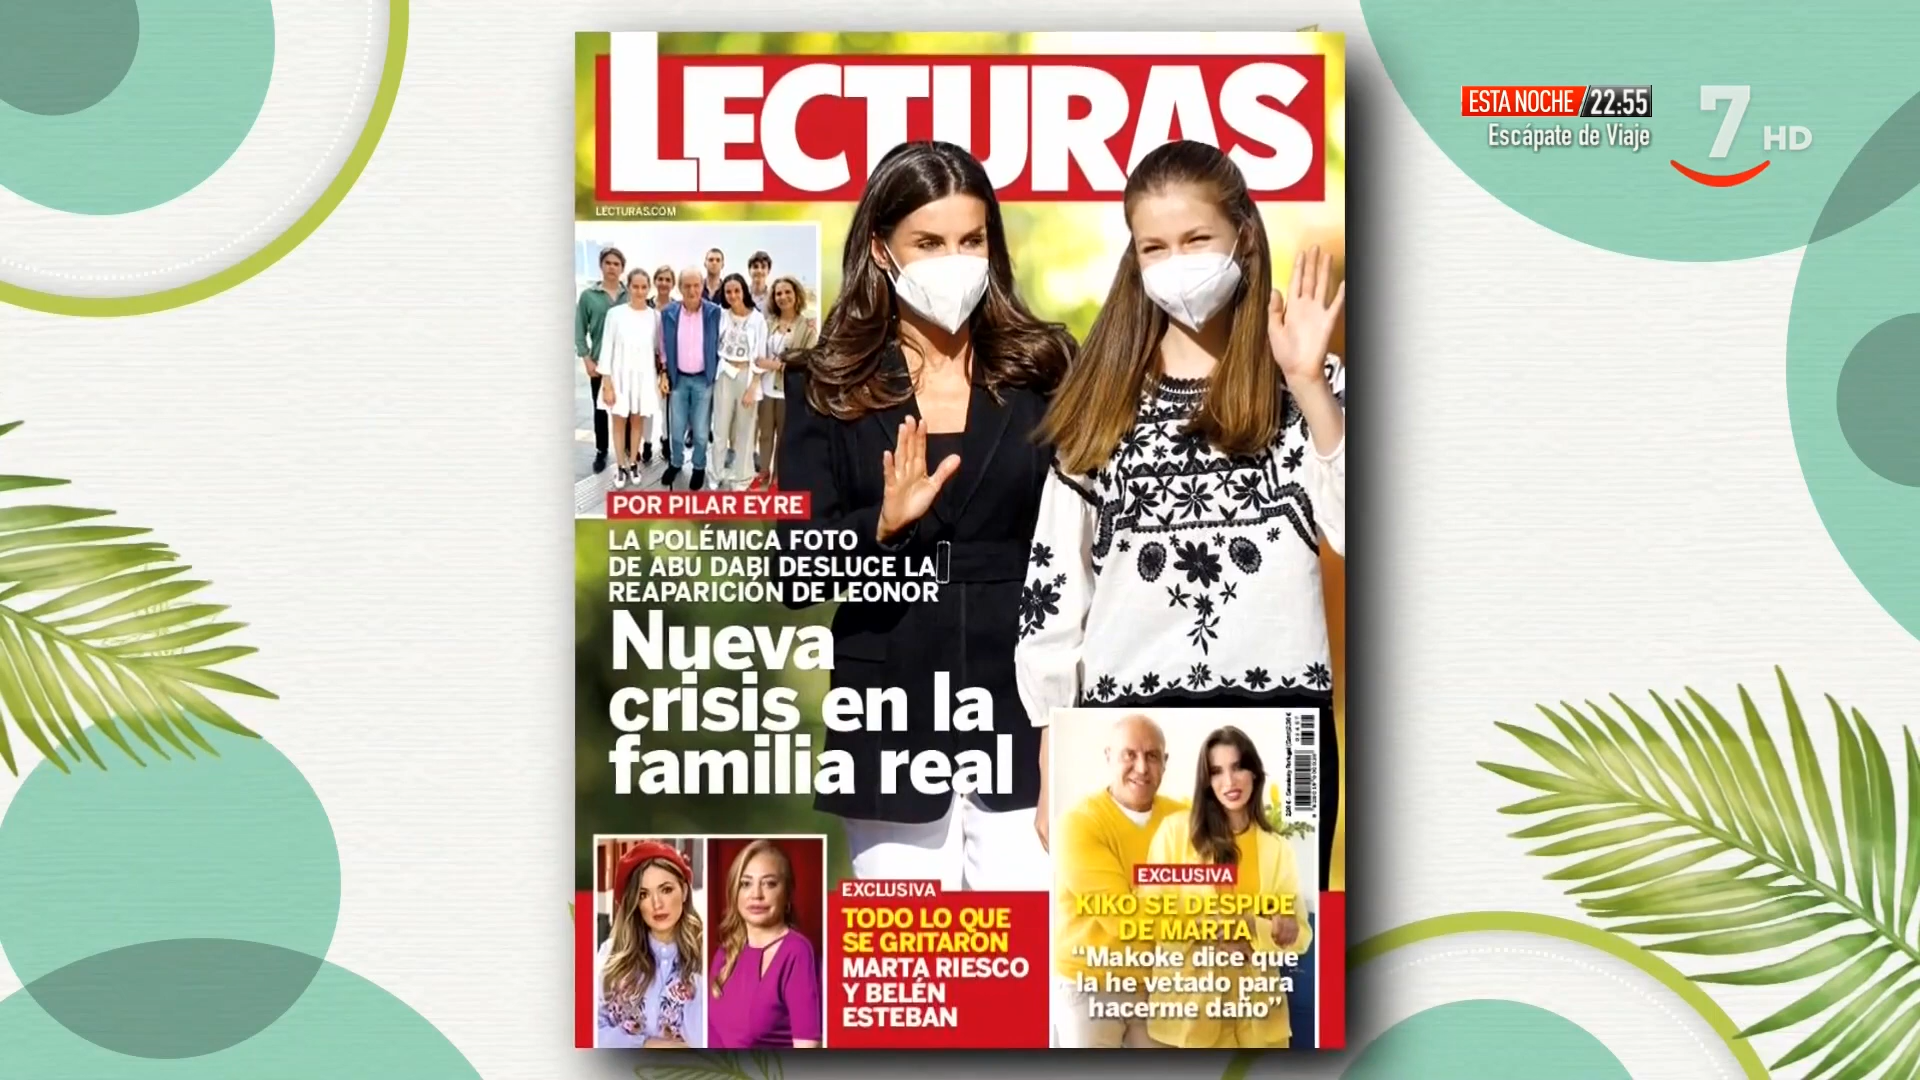 LECTURAS
LECTURAS.COM
POR PILAR EYRE
LA POLÉMICA FOTO
DE ABU DABI DESLUCE LA
REAPARICIÓN DE LEONOR
Nueva
crisis en la
familia real
EXCLUSIVA
TODO LO QUE
SE GRITARON
MARTA RIESCO
Y BELÉN
ESTEBAN
EXCLUSIVA
KIKO SE DESPIDE
DE MARTA
“Makoke dice que
la he vetado para
hacerme daño”
ESTA NOCHE 22:55
Escápate de Viaje
7 HD